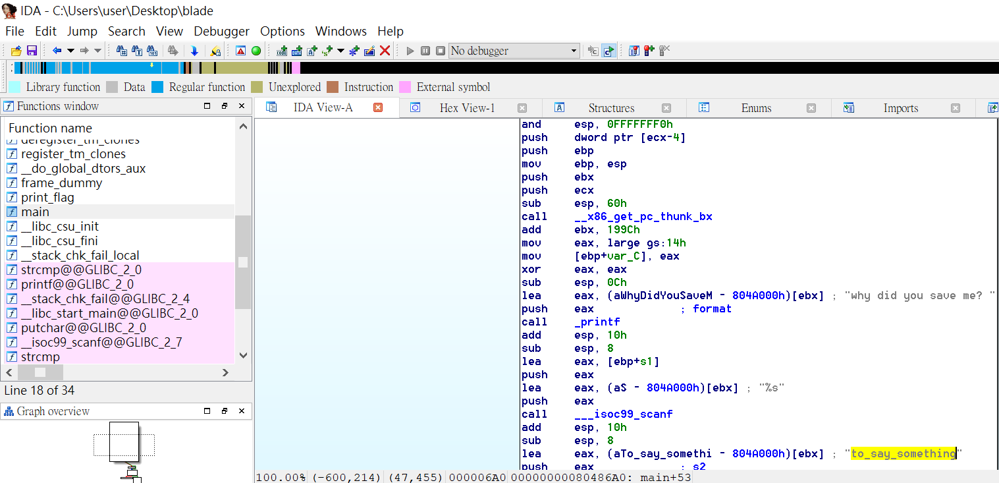 IDA - C:\Users\user\Desktop\blade
File Edit Jump Search View Debugger Options Windows Help
No debugger
Library function Data Regular function Unexplored Instruction External symbol
Functions window
Function name
deregister_tm_clones
register_tm_clones
__do_global_dtors_aux
frame_dummy
print_flag
main
__libc_csu_init
__libc_csu_fini
__stack_chk_fail_local
strcmp@@GLIBC_2_0
printf@@GLIBC_2_0
__stack_chk_fail@@GLIBC_2_4
__libc_start_main@@GLIBC_2_0
putchar@@GLIBC_2_0
__isoc99_scanf@@GLIBC_2_7
strcmp
Line 18 of 34
Graph overview
IDA View-A Hex View-1 Structures Enums Imports
and esp, 0FFFFFFF0h
push dword ptr [ecx-4]
push ebp
mov ebp, esp
push ebx
push ecx
sub esp, 60h
call __x86_get_pc_thunk_bx
add ebx, 199Ch
mov eax, large gs:14h
mov [ebp+var_C], eax
xor eax, eax
sub esp, 0Ch
lea eax, (aWhyDidYouSaveM - 804A000h)[ebx] ; "why did you save me? "
push eax ; format
call _printf
add esp, 10h
sub esp, 8
lea eax, [ebp+s1]
push eax
lea eax, (aS - 804A000h)[ebx] ; "%s"
push eax
call ___isoc99_scanf
add esp, 10h
sub esp, 8
lea eax, (aTo_say_somethi - 804A000h)[ebx] ; "to_say_something"
push eax ; s2
100.00% (-600,214) (47,455) 000006A0 00000000080486A0: main+53